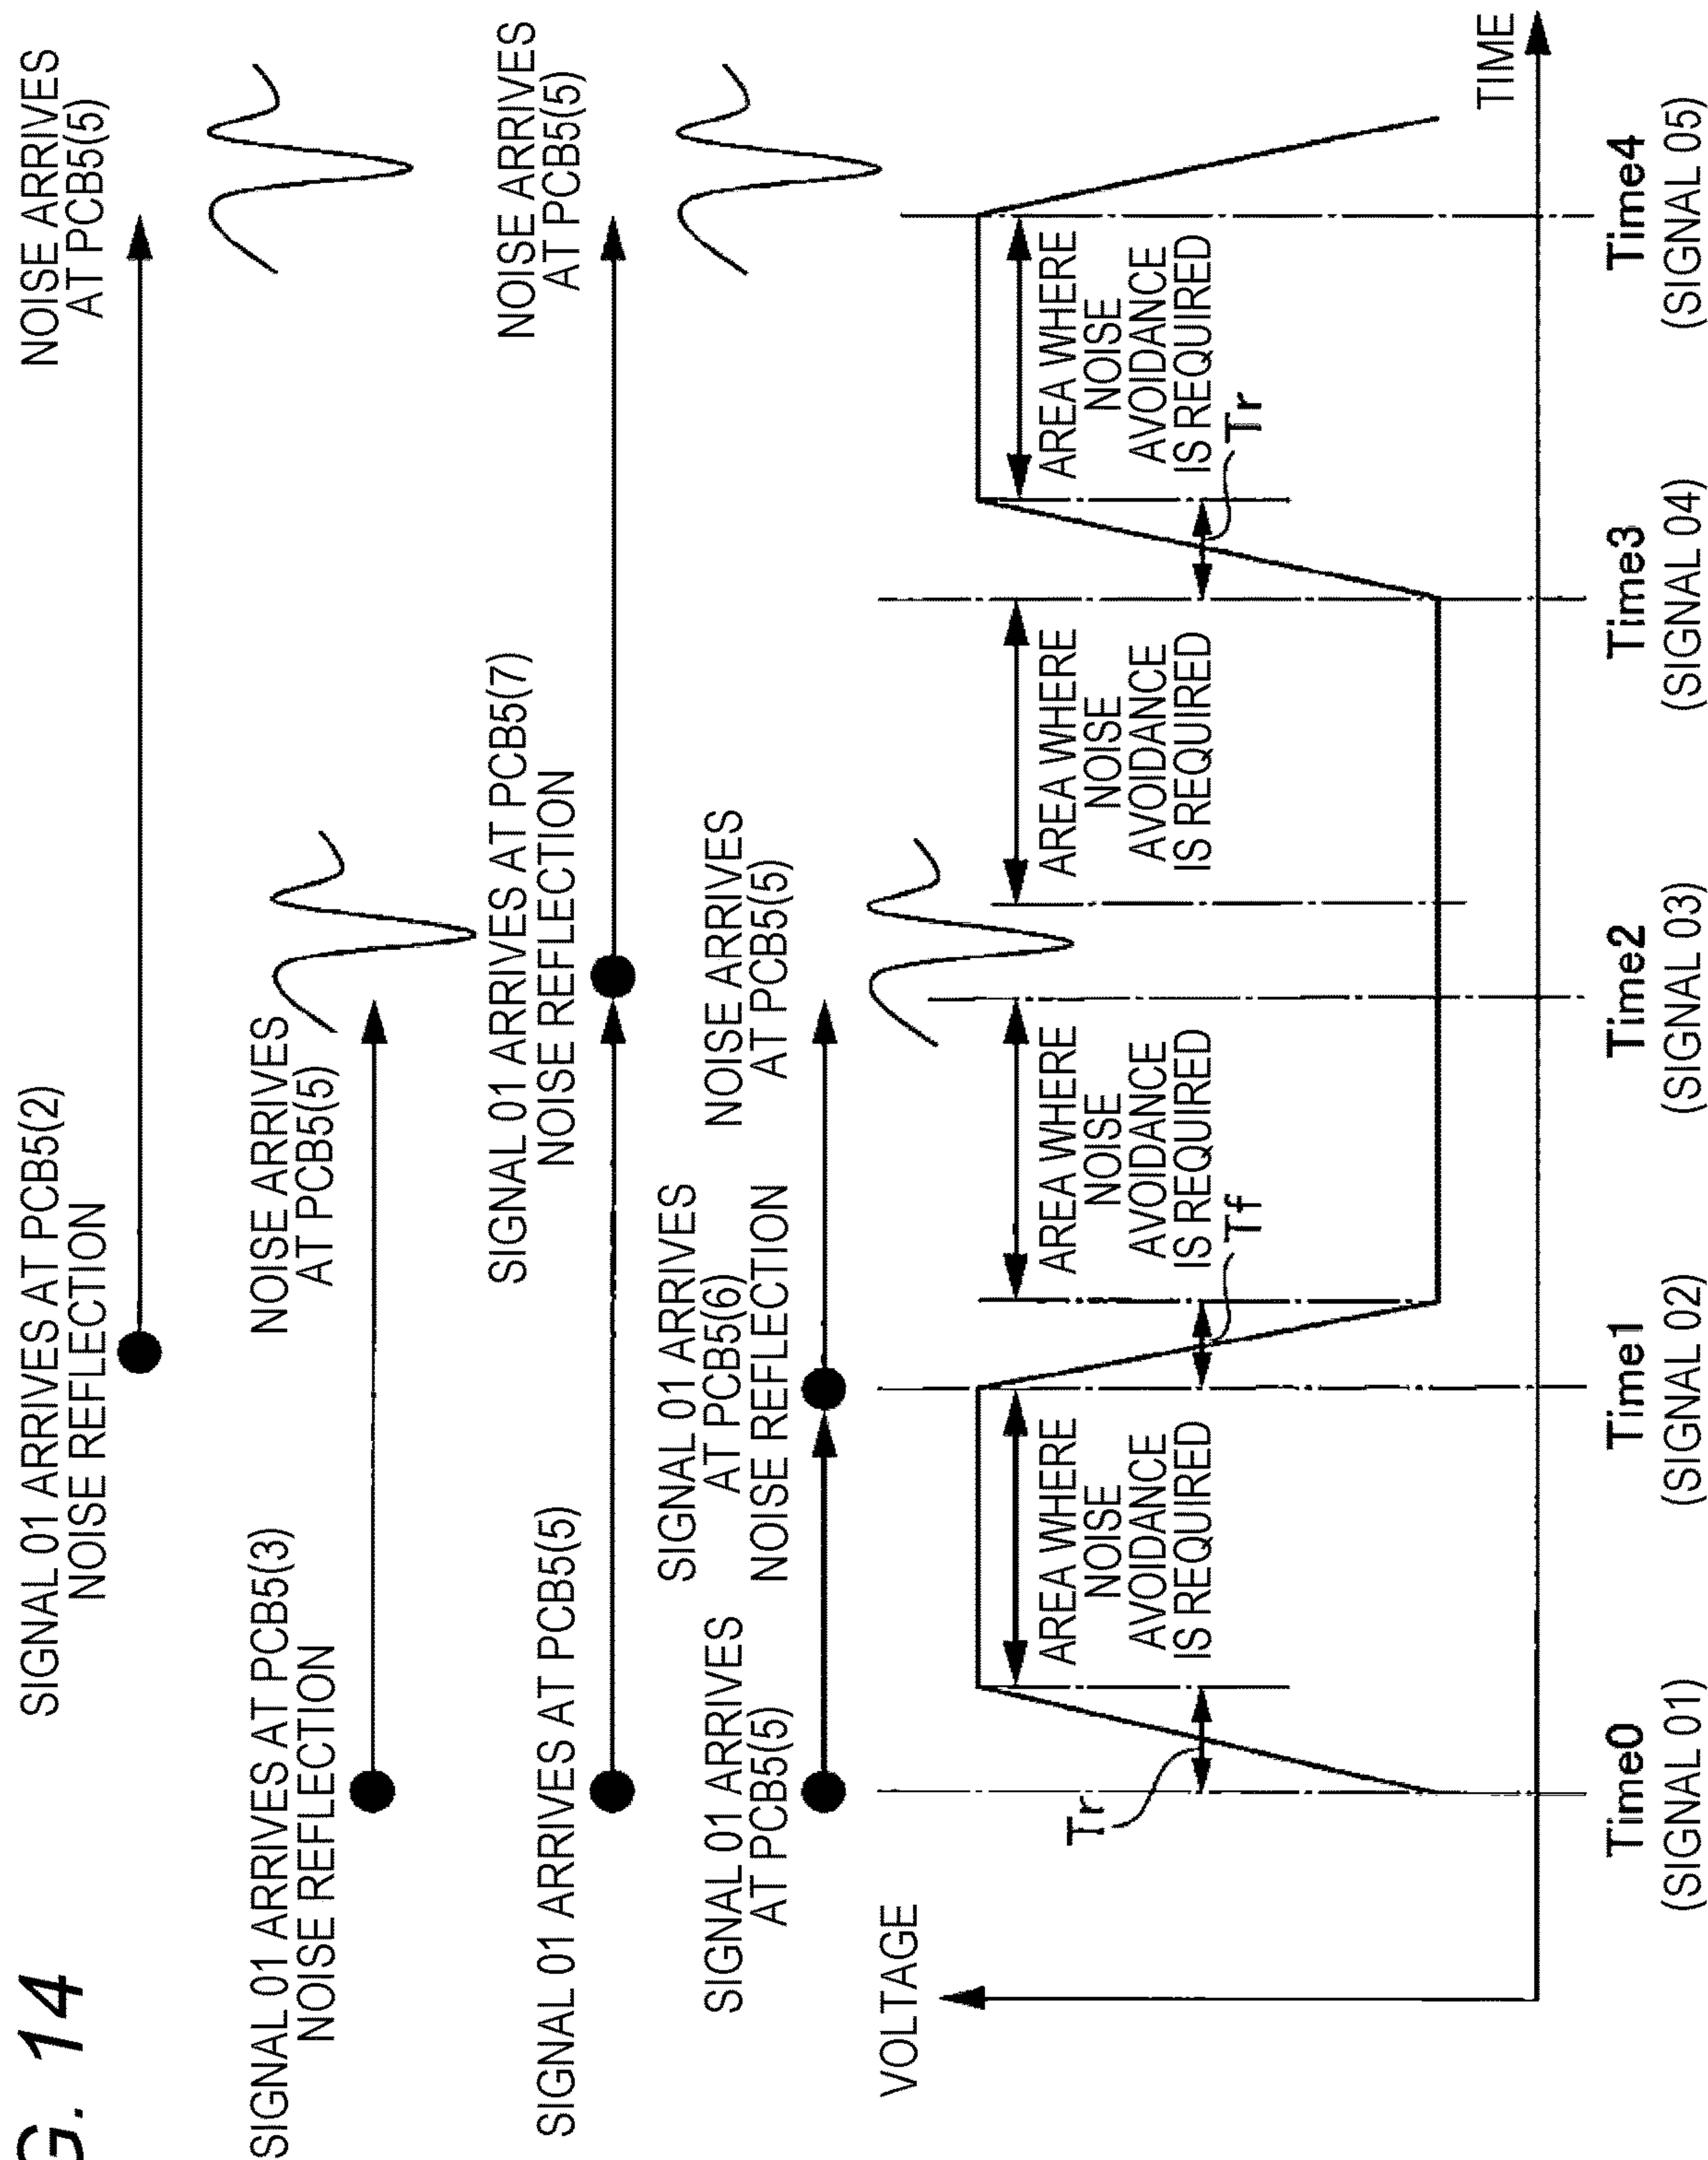 G. 14
SIGNAL 01 ARRIVES AT PCB5(2)
NOISE REFLECTION
NOISE ARRIVES
AT PCB5(5)
SIGNAL 01 ARRIVES AT PCB5(3)
NOISE REFLECTION
NOISE ARRIVES
AT PCB5(5)
SIGNAL 01 ARRIVES AT PCB5(5)
SIGNAL 01 ARRIVES AT PCB5(7)
NOISE REFLECTION
NOISE ARRIVES
AT PCB5(5)
SIGNAL 01 ARRIVES
AT PCB5(5)
SIGNAL 01 ARRIVES
AT PCB5(6)
NOISE REFLECTION
NOISE ARRIVES
AT PCB5(5)
VOLTAGE
Tr
AREA WHERE
NOISE
AVOIDANCE
IS REQUIRED
Tf
AREA WHERE
NOISE
AVOIDANCE
IS REQUIRED
AREA WHERE
NOISE
AVOIDANCE
IS REQUIRED
Tr
AREA WHERE
NOISE
AVOIDANCE
IS REQUIRED
TIME
Time0
(SIGNAL 01)
Time1
(SIGNAL 02)
Time2
(SIGNAL 03)
Time3
(SIGNAL 04)
Time4
(SIGNAL 05)